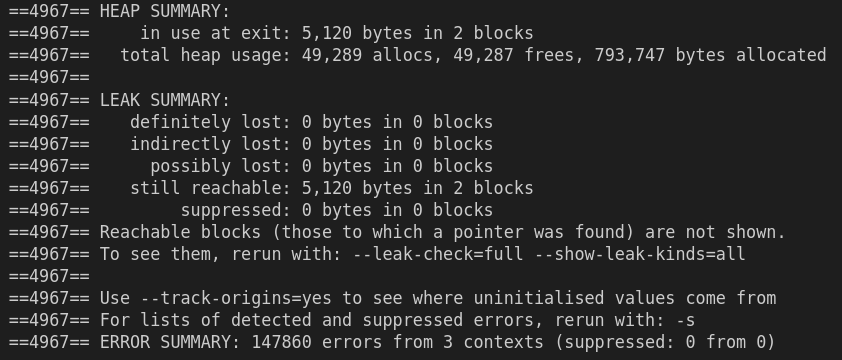 ==4967== HEAP SUMMARY:
==4967==     in use at exit: 5,120 bytes in 2 blocks
==4967==   total heap usage: 49,289 allocs, 49,287 frees, 793,747 bytes allocated
==4967==
==4967== LEAK SUMMARY:
==4967==    definitely lost: 0 bytes in 0 blocks
==4967==    indirectly lost: 0 bytes in 0 blocks
==4967==      possibly lost: 0 bytes in 0 blocks
==4967==    still reachable: 5,120 bytes in 2 blocks
==4967==         suppressed: 0 bytes in 0 blocks
==4967== Reachable blocks (those to which a pointer was found) are not shown.
==4967== To see them, rerun with: --leak-check=full --show-leak-kinds=all
==4967==
==4967== Use --track-origins=yes to see where uninitialised values come from
==4967== For lists of detected and suppressed errors, rerun with: -s
==4967== ERROR SUMMARY: 147860 errors from 3 contexts (suppressed: 0 from 0)